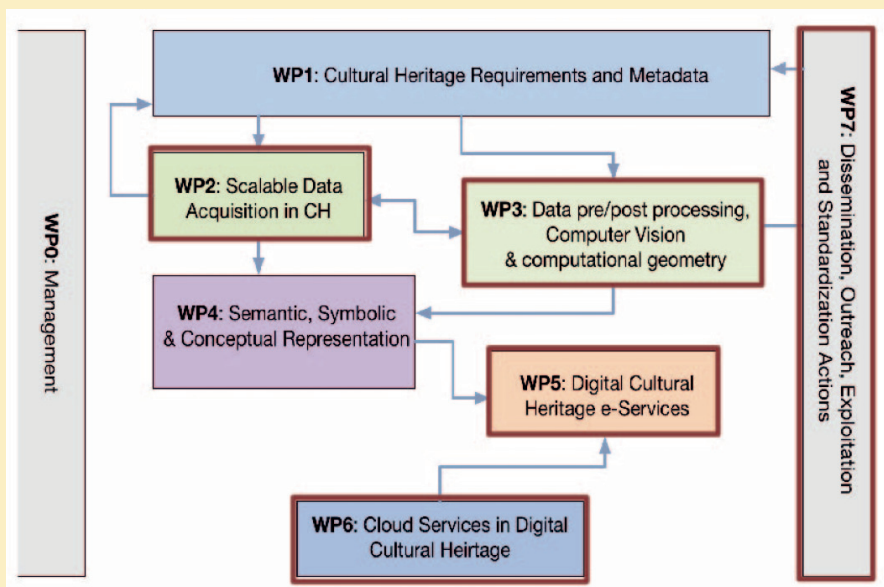 WP0: Management
WP1: Cultural Heritage Requirements and Metadata
WP2: Scalable Data
Acquisition in CH
WP3: Data pre/post processing,
Computer Vision
& computational geometry
WP4: Semantic, Symbolic
& Conceptual Representation
WP5: Digital Cultural
Heritage e-Services
WP6: Cloud Services in Digital
Cultural Heirtage
WP7: Dissemination, Outreach, Exploitation
and Standardization Actions